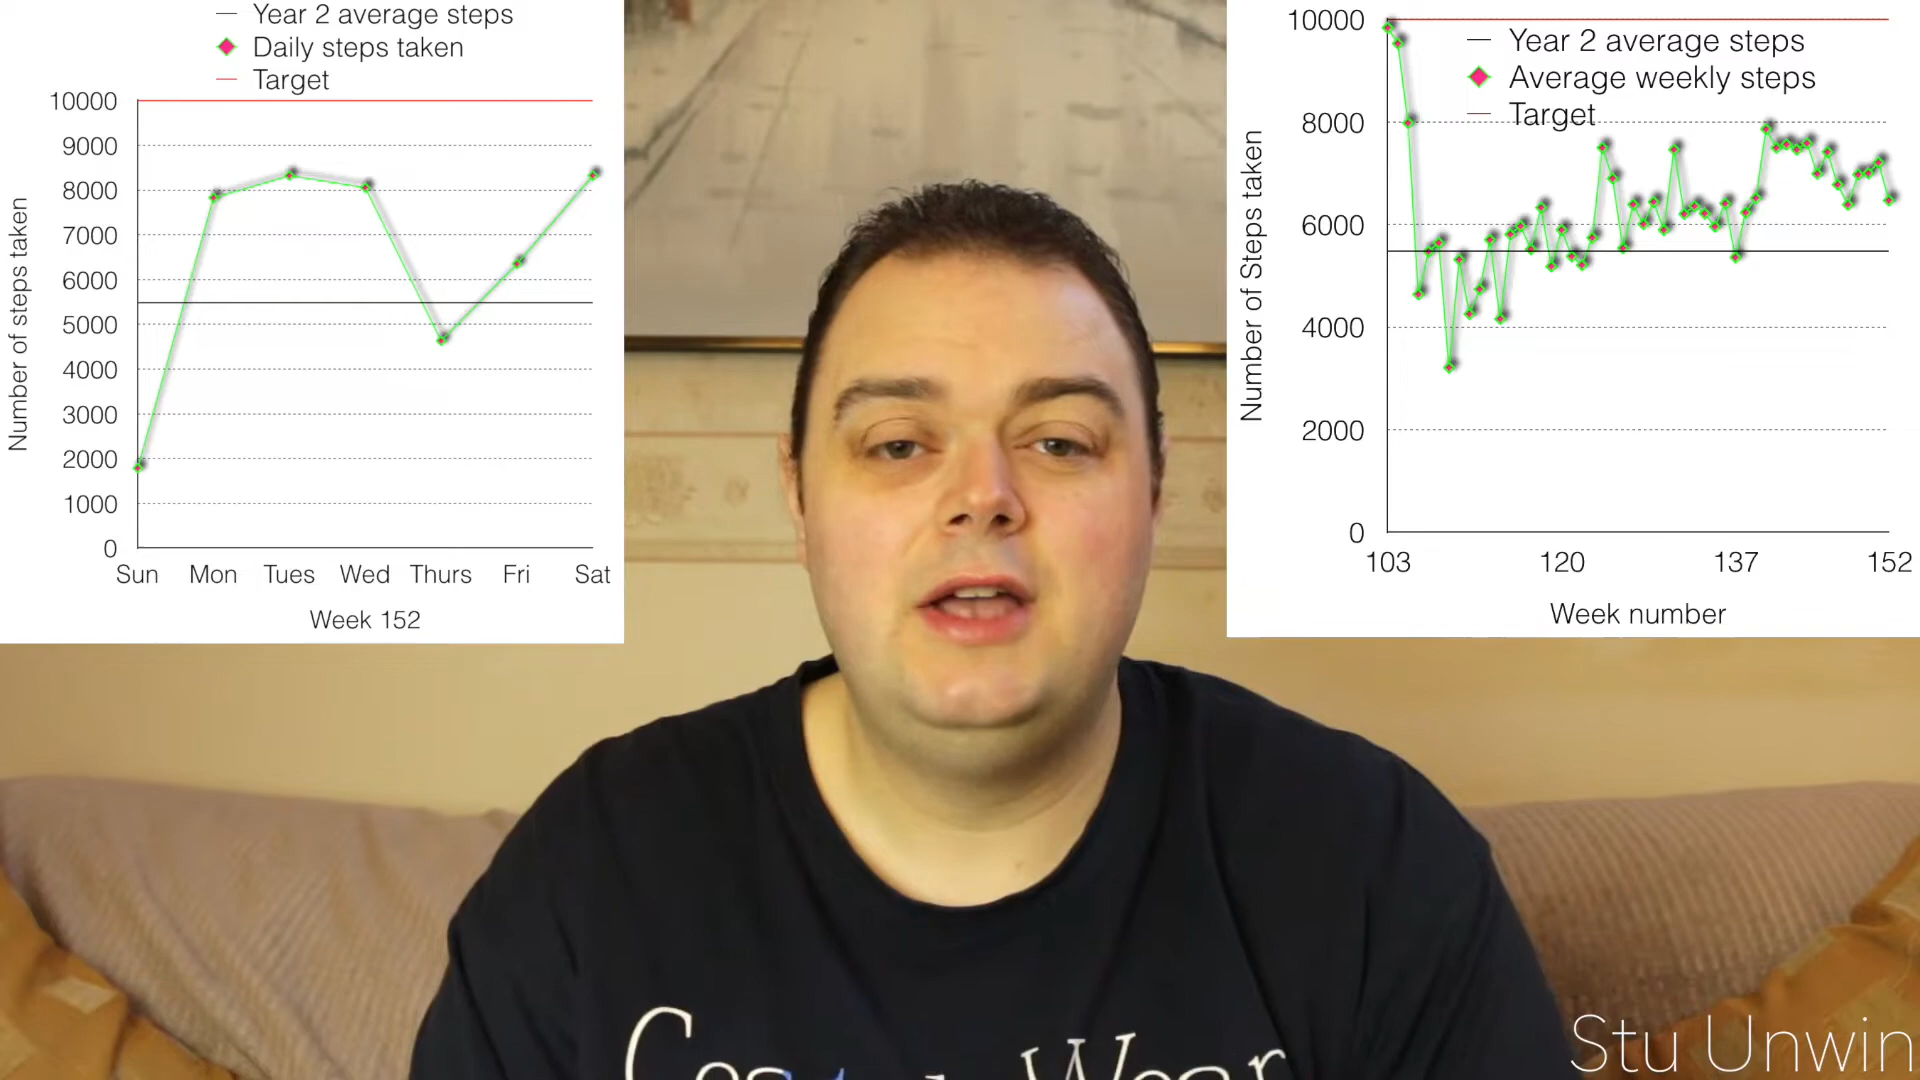 Year 2 average steps
Daily steps taken
Target
10000
9000
8000
7000
6000
5000
4000
3000
2000
1000
0
Number of steps taken
Sun Mon Tues Wed Thurs Fri Sat
Week 152
Year 2 average steps
Average weekly steps
Target
10000
8000
6000
4000
2000
0
Number of Steps taken
103 120 137 152
Week number
Wear
Stu Unwin